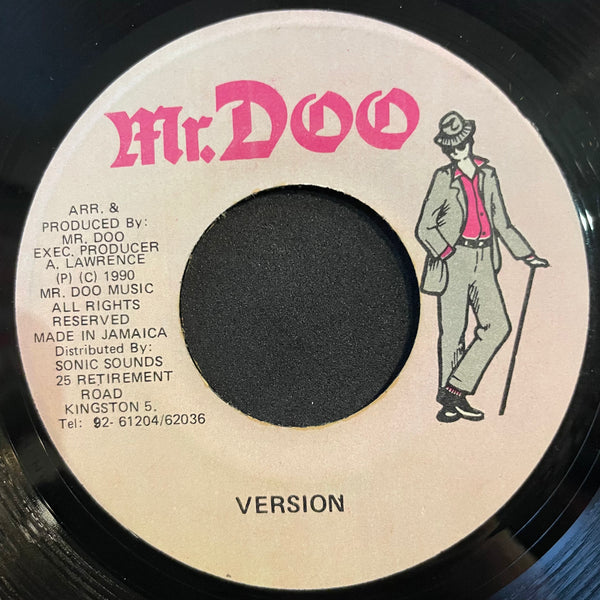 Mr. Doo
ARR. &
PRODUCED By:
MR. DOO
EXEC. PRODUCER
A. LAWRENCE
(P) (C) 1990
MR. DOO MUSIC
ALL RIGHTS
RESERVED
MADE IN JAMAICA
Distributed By:
SONIC SOUNDS
25 RETIREMENT
ROAD
KINGSTON 5.
Tel: 92- 61204/62036
VERSION